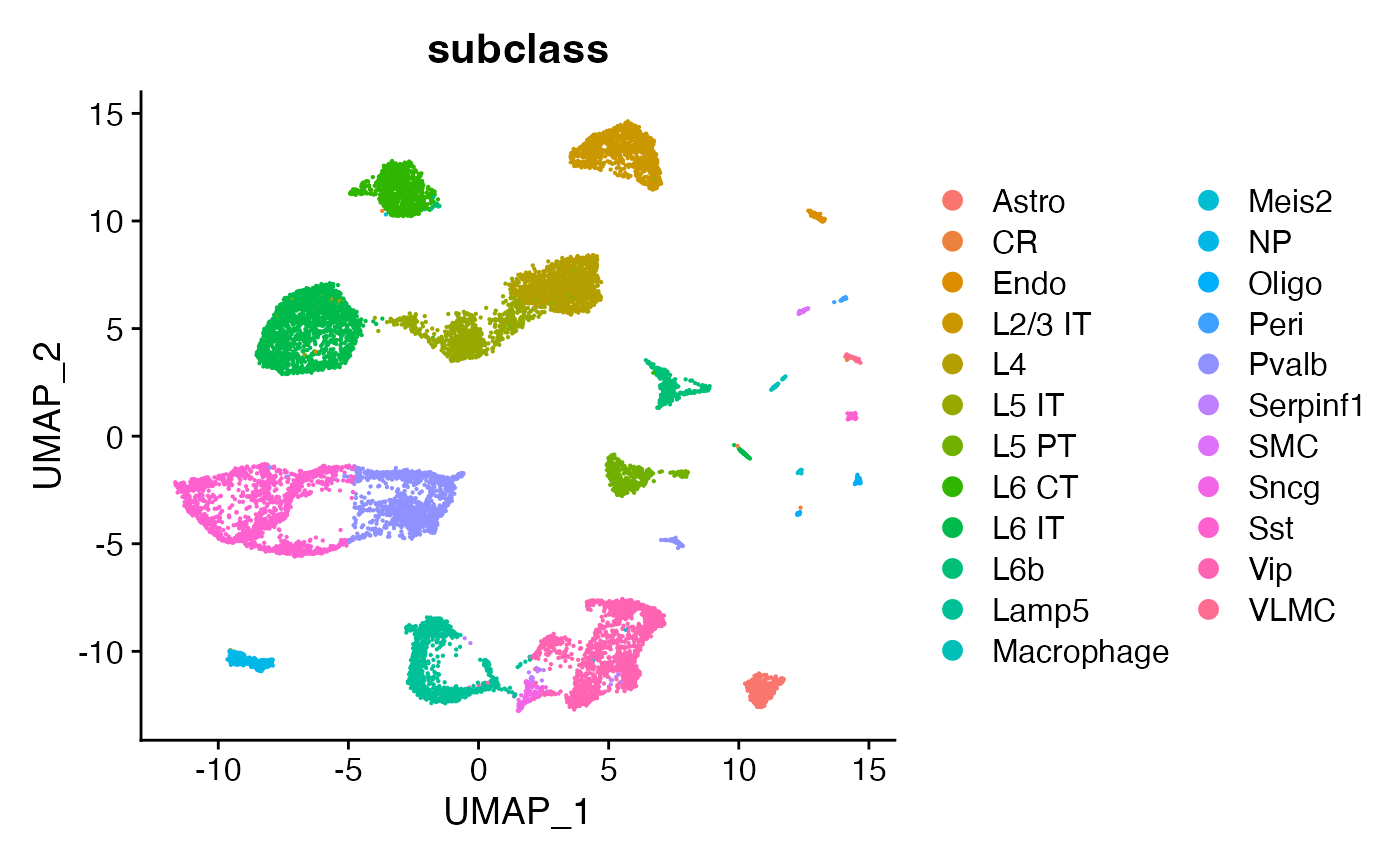 subclass
15
10
5
0
-5
-10
UMAP_2
-10 -5 0 5 10 15
UMAP_1
Astro
CR
Endo
L2/3 IT
L4
L5 IT
L5 PT
L6 CT
L6 IT
L6b
Lamp5
Macrophage
Meis2
NP
Oligo
Peri
Pvalb
Serpinf1
SMC
Sncg
Sst
Vip
VLMC